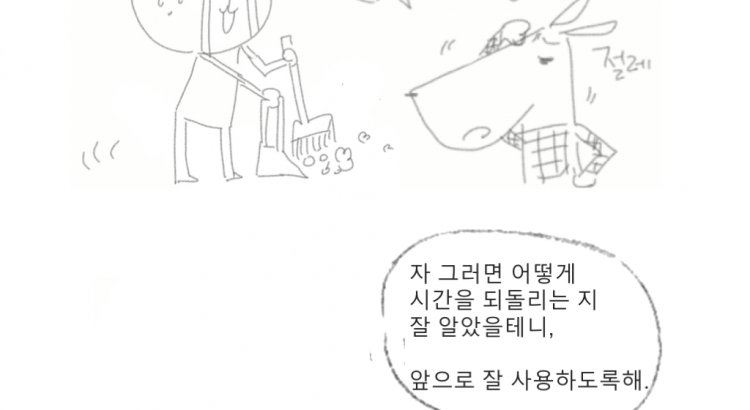 절레
자 그러면 어떻게
시간을 되돌리는 지
잘 알았을테니,
앞으로 잘 사용하도록해.